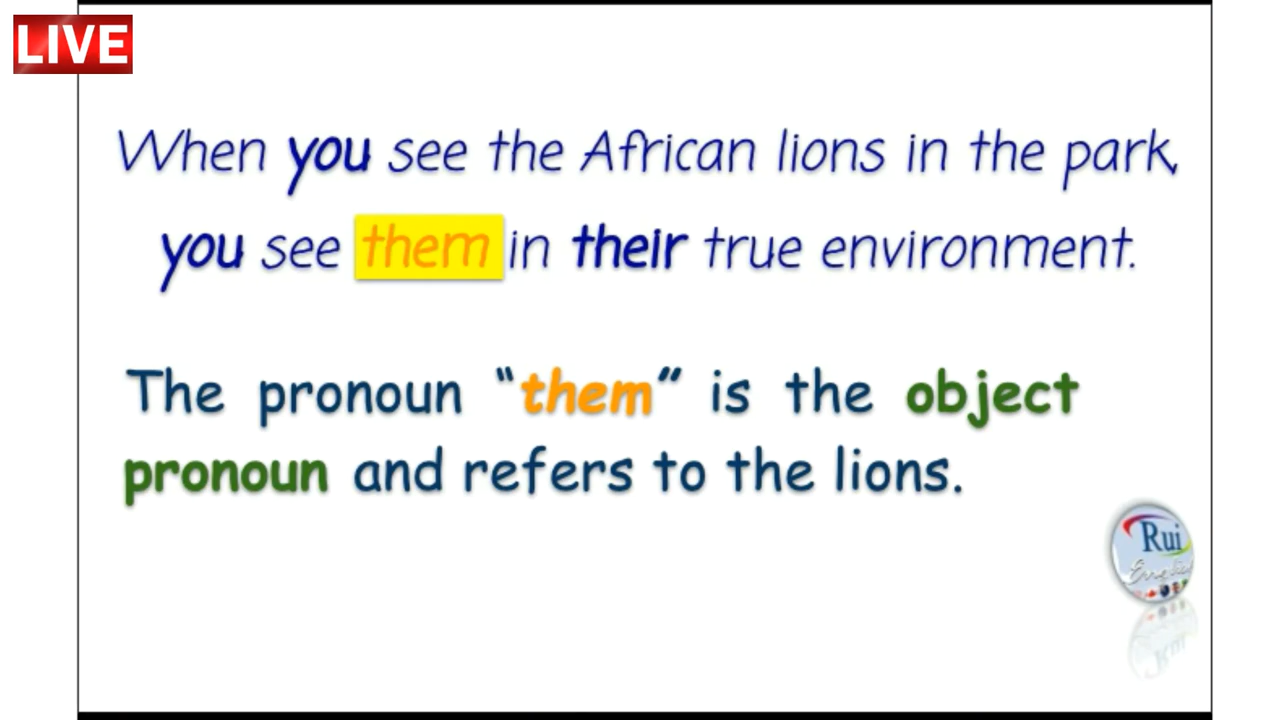 LIVE
When you see the African lions in the park,
you see them in their true environment.
The pronoun “them” is the object
pronoun and refers to the lions.
Rui
English